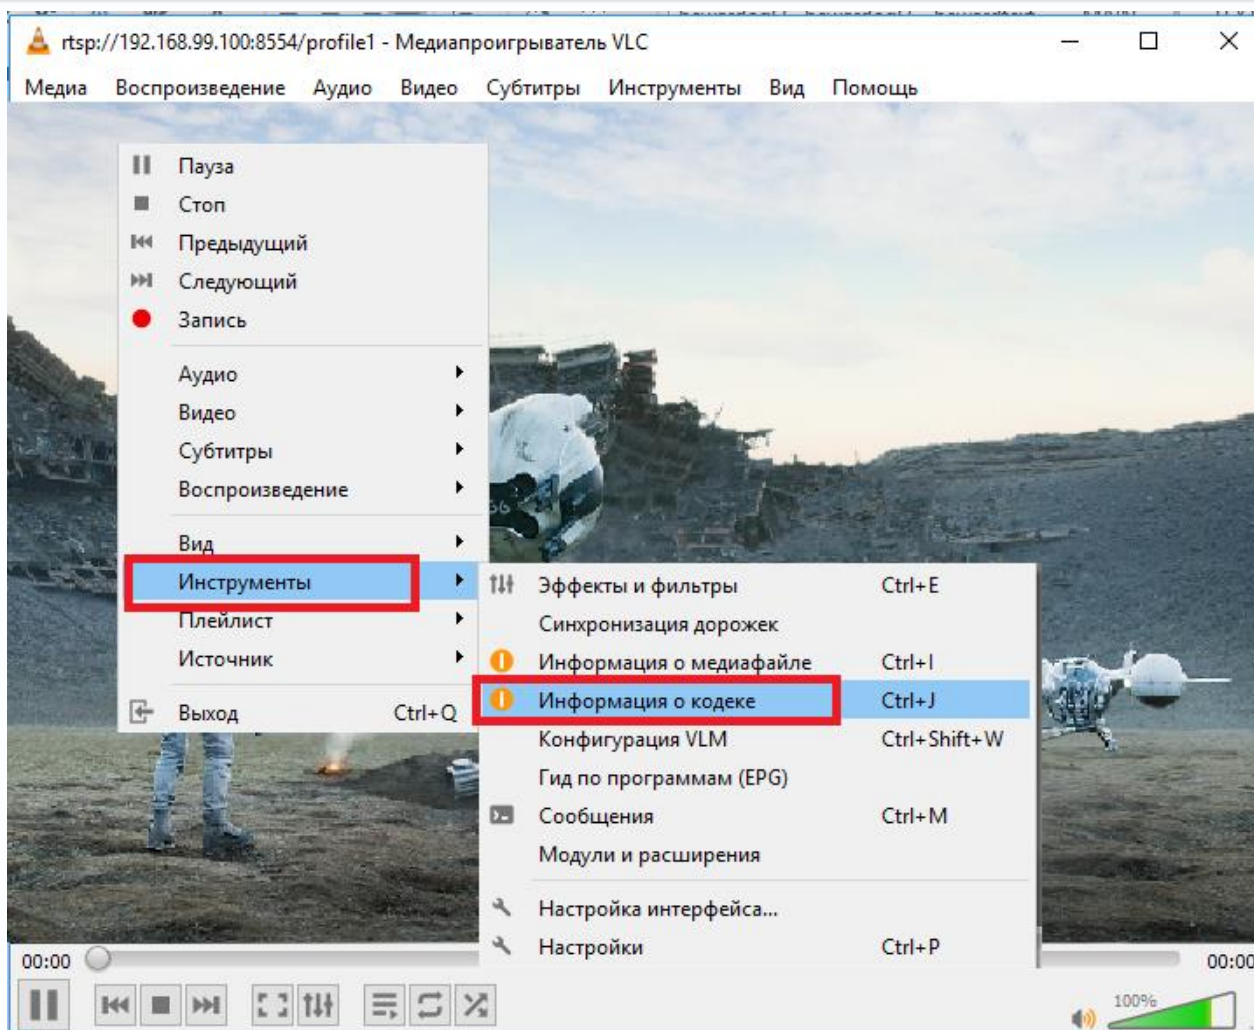 rtsp://192.168.99.100:8554/profile1 - Медиапроигрыватель VLC
Медиа Воспроизведение Аудио Видео Субтитры Инструменты Вид Помощь
Пауза
Стоп
Предыдущий
Следующий
Запись
Аудио
Видео
Субтитры
Воспроизведение
Вид
Инструменты
Плейлист
Источник
Выход Ctrl+Q
Эффекты и фильтры Ctrl+E
Синхронизация дорожек
Информация о медиафайле Ctrl+I
Информация о кодеке Ctrl+J
Конфигурация VLM Ctrl+Shift+W
Гид по программам (EPG)
Сообщения Ctrl+M
Модули и расширения
Настройка интерфейса...
Настройки Ctrl+P
66
00:00 00:00
100%